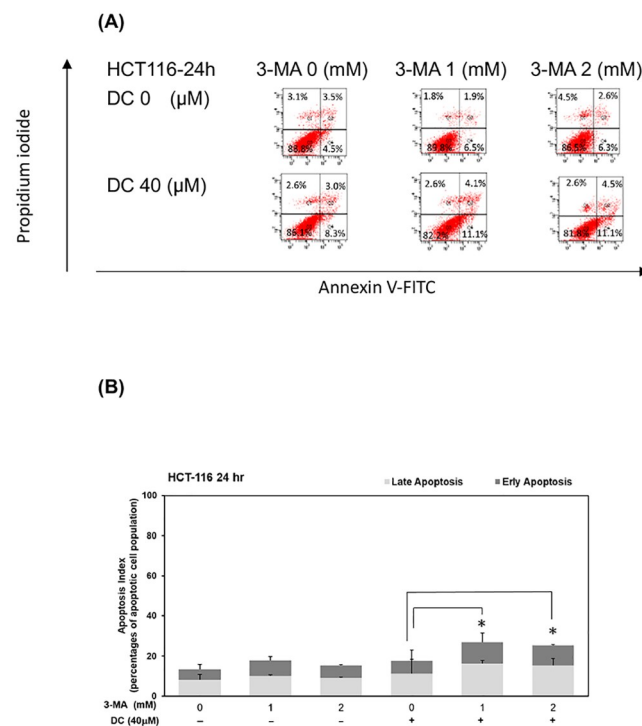 (A)
HCT116-24h 3-MA 0 (mM) 3-MA 1 (mM) 3-MA 2 (mM)
DC 0 (μM)
3.1% 3.5% 1.8% 1.9% 4.5% 2.6%
88.8% 4.5% 89.8% 6.5% 86.5% 6.3%
DC 40 (μM)
2.6% 3.0% 2.6% 4.1% 2.6% 4.5%
86.1% 8.3% 82.2% 11.1% 81.8% 11.1%
Propidium iodide
Annexin V-FITC
(B)
HCT-116 24 hr
Late Apoptosis Erly Apoptosis
Apoptosis Index
(percentages of apoptotic cell population)
100
80
60
40
20
0
* *
3-MA (mM) 0 1 2 0 1 2
DC (40μM) – – – + + +